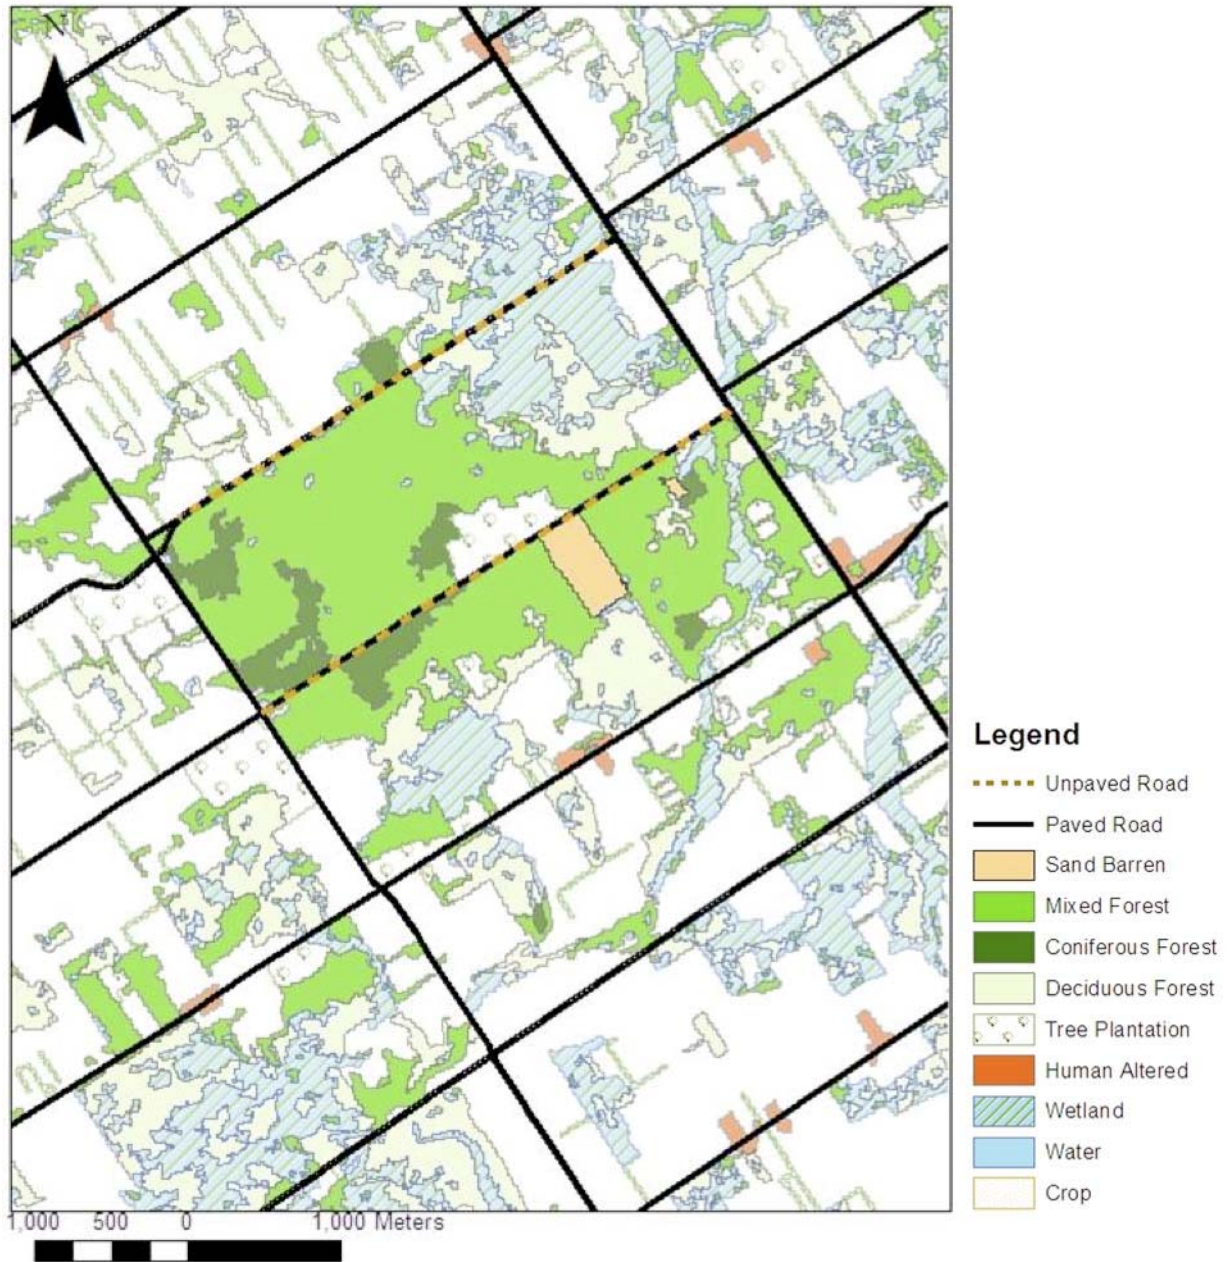 N
Legend
Unpaved Road
Paved Road
Sand Barren
Mixed Forest
Coniferous Forest
Deciduous Forest
Tree Plantation
Human Altered
Wetland
Water
Crop
1,000 500 0 1,000 Meters